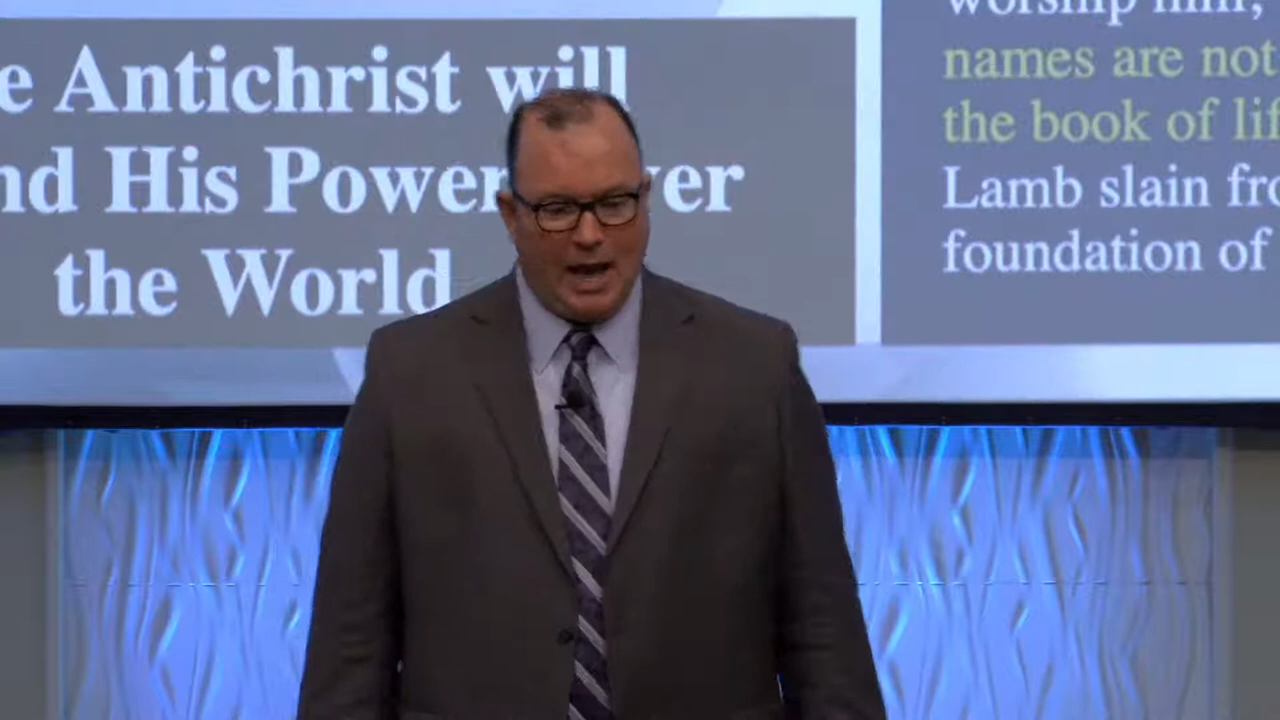 e Antichrist will
nd His Power ver
the World
worship him,
names are not
the book of lif
Lamb slain fro
foundation of